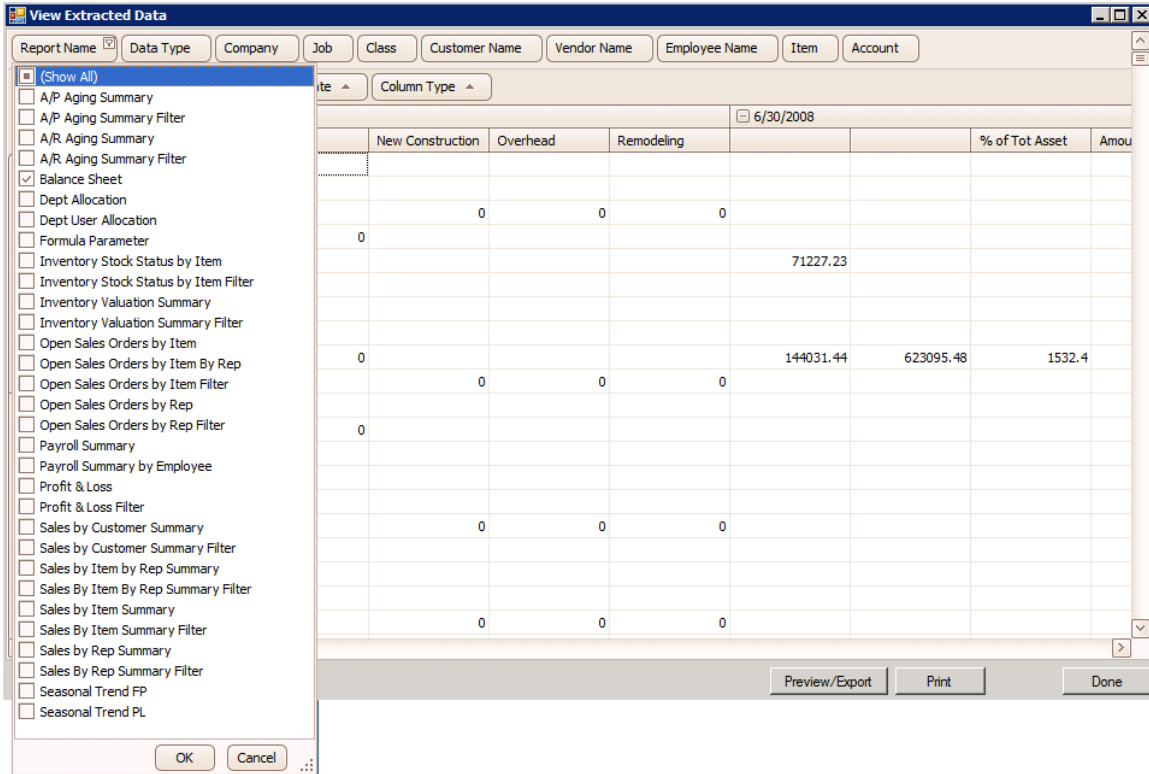 View Extracted Data
Report Name Data Type Company Job Class Customer Name Vendor Name Employee Name Item Account
(Show All)
ite Column Type
A/P Aging Summary
A/P Aging Summary Filter
6/30/2008
A/R Aging Summary
New Construction Overhead Remodeling % of Tot Asset Amou
A/R Aging Summary Filter
Balance Sheet
Dept Allocation
Dept User Allocation
0 0 0
Formula Parameter
0
Inventory Stock Status by Item
71227.23
Inventory Stock Status by Item Filter
Inventory Valuation Summary
Inventory Valuation Summary Filter
Open Sales Orders by Item
Open Sales Orders by Item By Rep
0 144031.44 623095.48 1532.4
Open Sales Orders by Item Filter
0 0 0
Open Sales Orders by Rep
Open Sales Orders by Rep Filter
0
Payroll Summary
Payroll Summary by Employee
Profit & Loss
Profit & Loss Filter
Sales by Customer Summary
0 0 0
Sales by Customer Summary Filter
Sales by Item by Rep Summary
Sales By Item By Rep Summary Filter
Sales by Item Summary
Sales By Item Summary Filter
0 0 0
Sales by Rep Summary
Sales By Rep Summary Filter
Seasonal Trend FP
Preview/Export Print Done
Seasonal Trend PL
OK Cancel